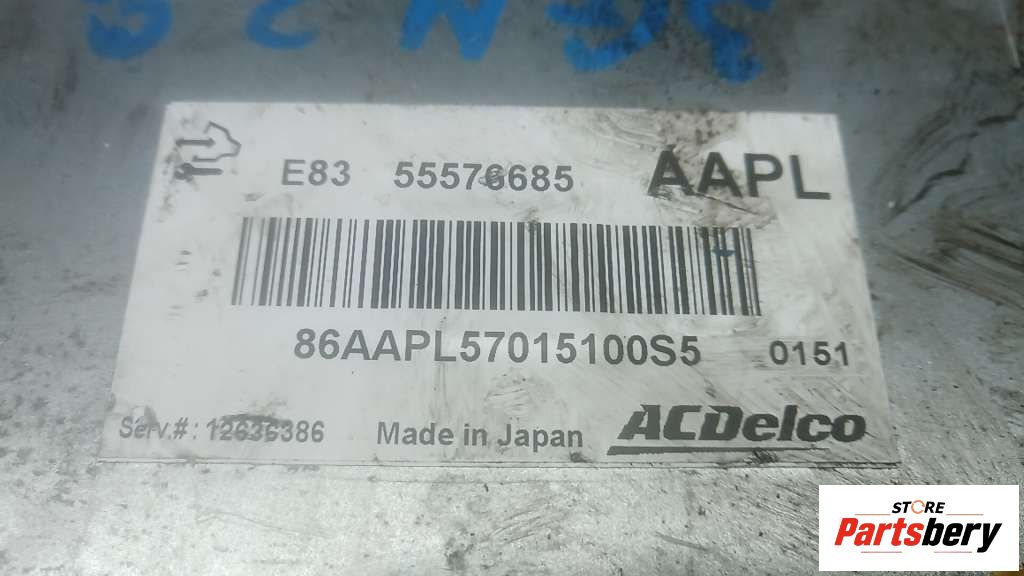 E83 55576685 AAPL
86AAPL57015100S5 0151
Serv.#: 12636386 Made in Japan ACDelco
STORE
Partsbery